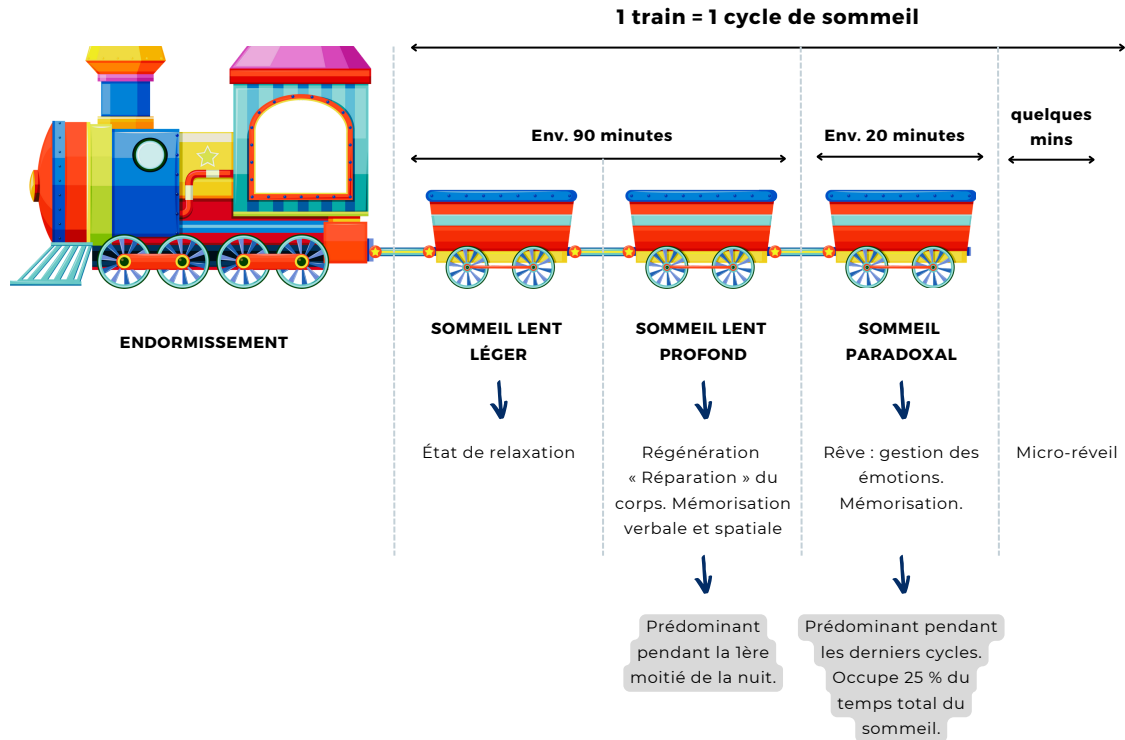 1 train = 1 cycle de sommeil
Env. 90 minutes
Env. 20 minutes
quelques
mins
ENDORMISSEMENT
SOMMEIL LENT
LÉGER
SOMMEIL LENT
PROFOND
SOMMEIL
PARADOXAL
État de relaxation
Régénération
« Réparation » du
corps. Mémorisation
verbale et spatiale
Rêve : gestion des
émotions.
Mémorisation.
Micro-réveil
Prédominant
pendant la 1ère
moitié de la nuit.
Prédominant pendant
les derniers cycles.
Occupe 25 % du
temps total du
sommeil.